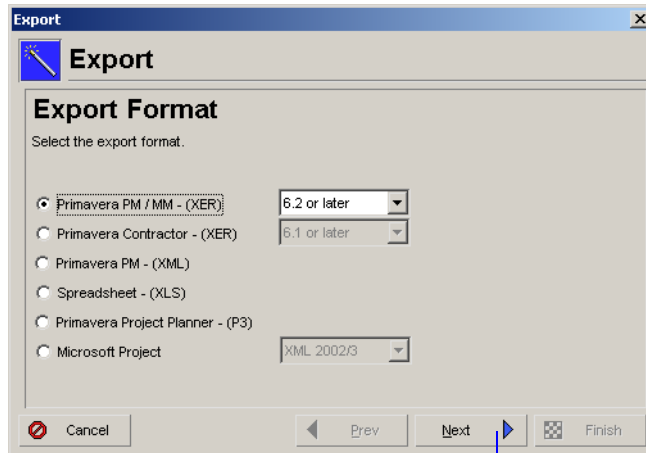 Export
Export
Export Format
Select the export format.
Primavera PM / MM - (XER) 6.2 or later
Primavera Contractor - (XER) 6.1 or later
Primavera PM - (XML)
Spreadsheet - (XLS)
Primavera Project Planner - (P3)
Microsoft Project XML 2002/3
Cancel Prev Next Finish